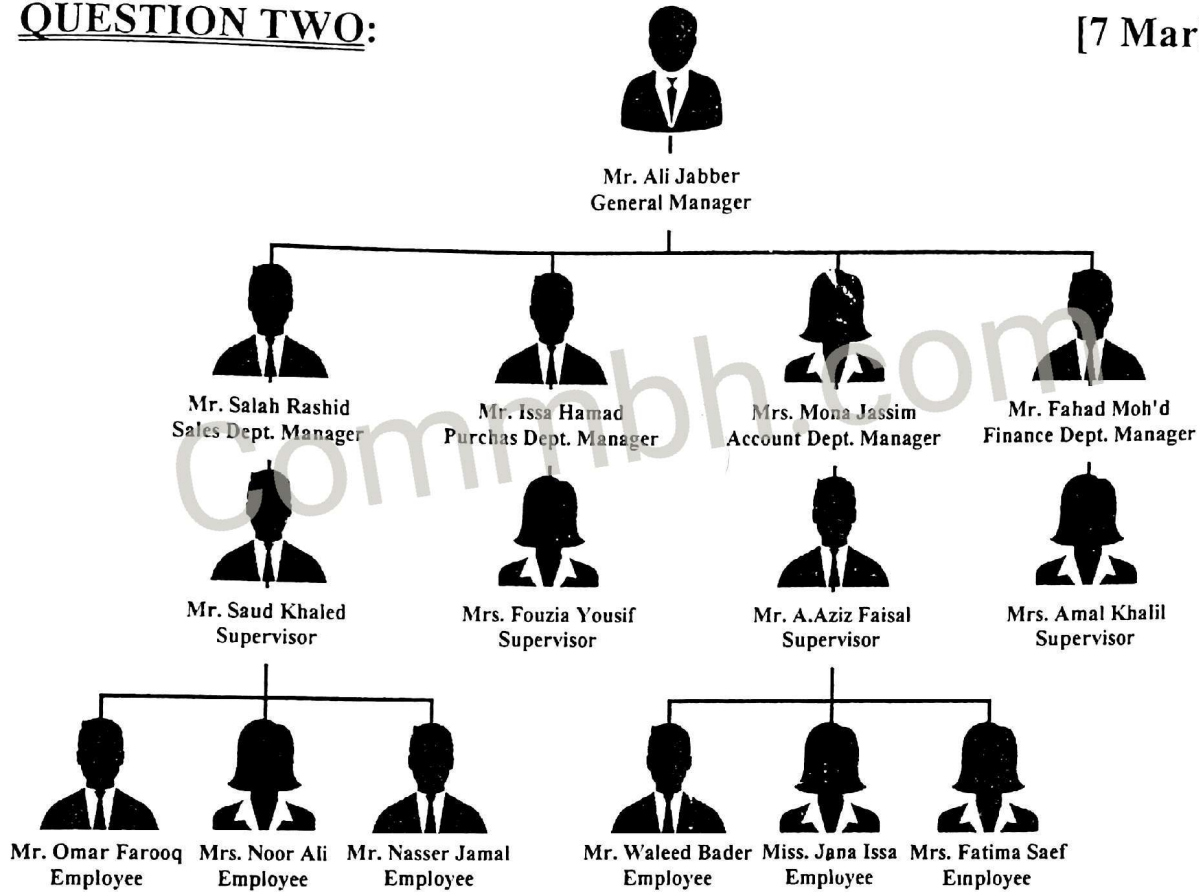 QUESTION TWO:
[7 Mar
Mr. Ali Jabber
General Manager
Mr. Salah Rashid
Sales Dept. Manager
Mr. Issa Hamad
Purchas Dept. Manager
Mrs. Mona Jassim
Account Dept. Manager
Mr. Fahad Moh'd
Finance Dept. Manager
Commbh.com
Mr. Saud Khaled
Supervisor
Mrs. Fouzia Yousif
Supervisor
Mr. A.Aziz Faisal
Supervisor
Mrs. Amal Khalil
Supervisor
Mr. Omar Farooq
Employee
Mrs. Noor Ali
Employee
Mr. Nasser Jamal
Employee
Mr. Waleed Bader
Employee
Miss. Jana Issa
Employee
Mrs. Fatima Saef
Employee